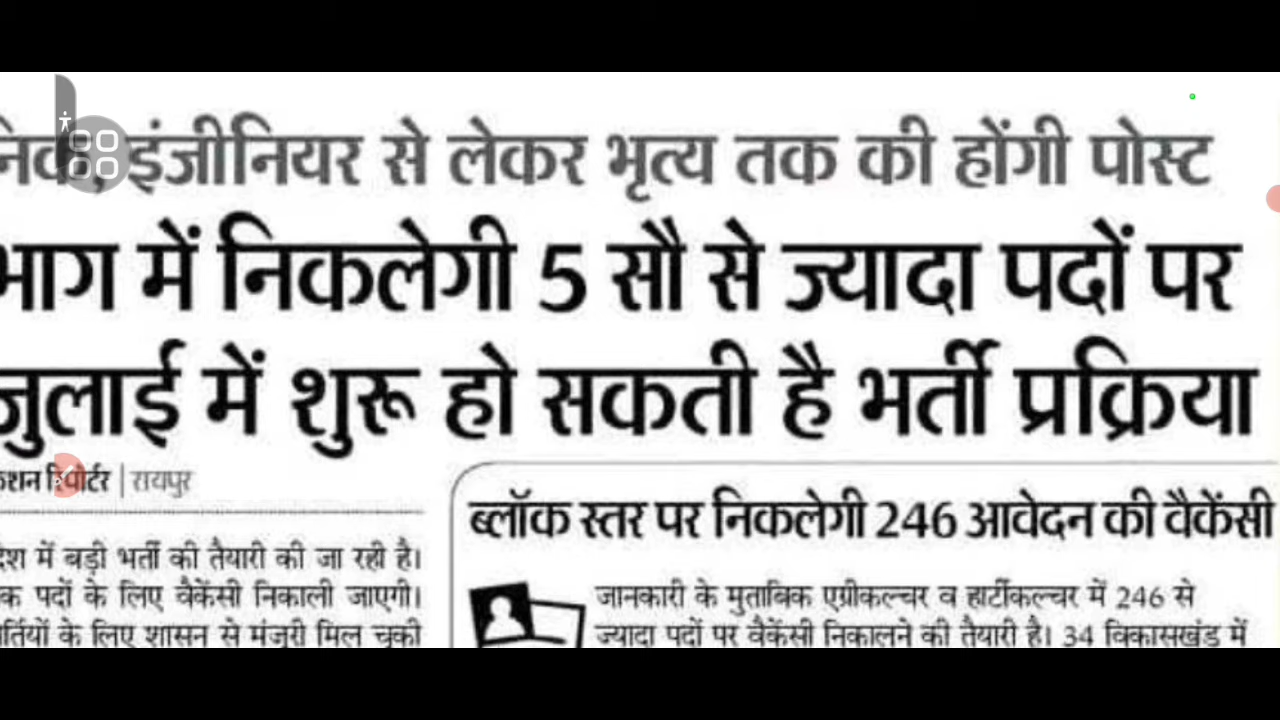 इंजीनियर से लेकर भृत्य तक की होंगी पोस्ट
भाग में निकलेगी 5 सौ से ज्यादा पदों पर
जुलाई में शुरू हो सकती है भर्ती प्रक्रिया
रिपोर्टर | रायपुर
में बड़ी भर्ती की तैयारी की जा रही है।
पदों के लिए वैकेंसी निकाली जाएगी।
के लिए शासन से मंजूरी मिल चुकी
ब्लॉक स्तर पर निकलेगी 246 आवेदन की वैकेंसी
जानकारी के मुताबिक एग्रीकल्चर व हार्टीकल्चर में 246 से
ज्यादा पदों पर वैकेंसी निकालने की तैयारी है। 34 विकासखंड में